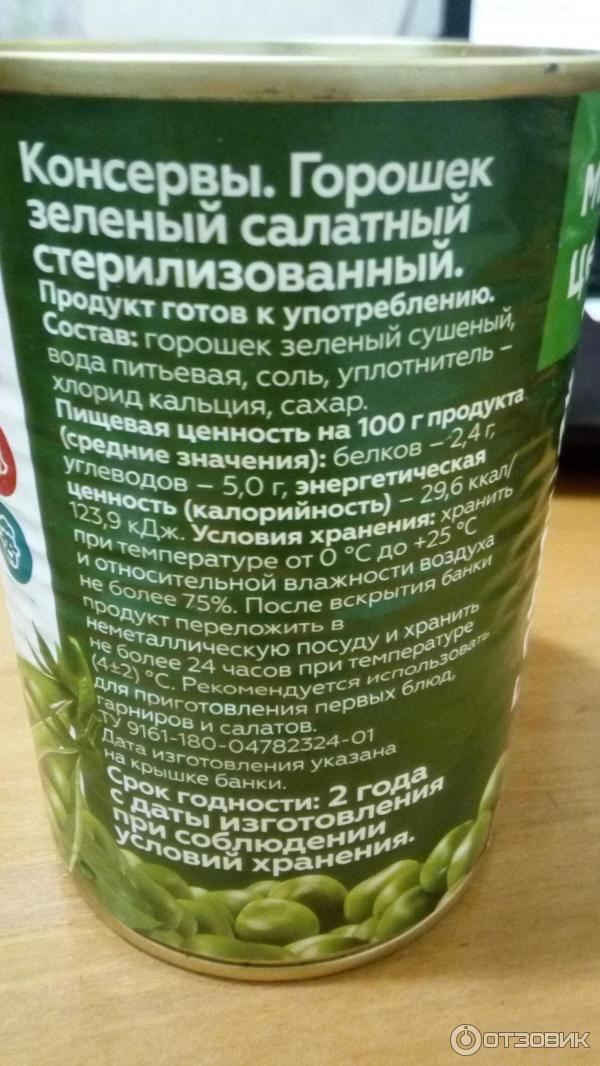 Консервы. Горошек
зеленый салатный
стерилизованный.
Продукт готов к употреблению.
Состав: горошек зеленый сушеный,
вода питьевая, соль, уплотнитель –
хлорид кальция, сахар.
Пищевая ценность на 100 г продукта
(средние значения): белков – 2,4 г,
углеводов – 5,0 г, энергетическая
ценность (калорийность) – 29,6 ккал/
123,9 кДж. Условия хранения: хранить
при температуре от 0 °С до +25 °С
и относительной влажности воздуха
не более 75%. После вскрытия банки
продукт переложить в
неметаллическую посуду и хранить
не более 24 часов при температуре
(4±2) °С. Рекомендуется использовать
для приготовления первых блюд,
гарниров и салатов.
ТУ 9161-180-04782324-01
Дата изготовления указана
на крышке банки.
Срок годности: 2 года
с даты изготовления
при соблюдении
условий хранения.
ОТЗОВИК